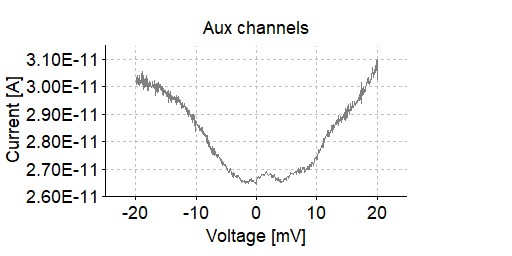 Aux channels
Current [A]
3.10E-11
3.00E-11
2.90E-11
2.80E-11
2.70E-11
2.60E-11
-20 -10 0 10 20
Voltage [mV]